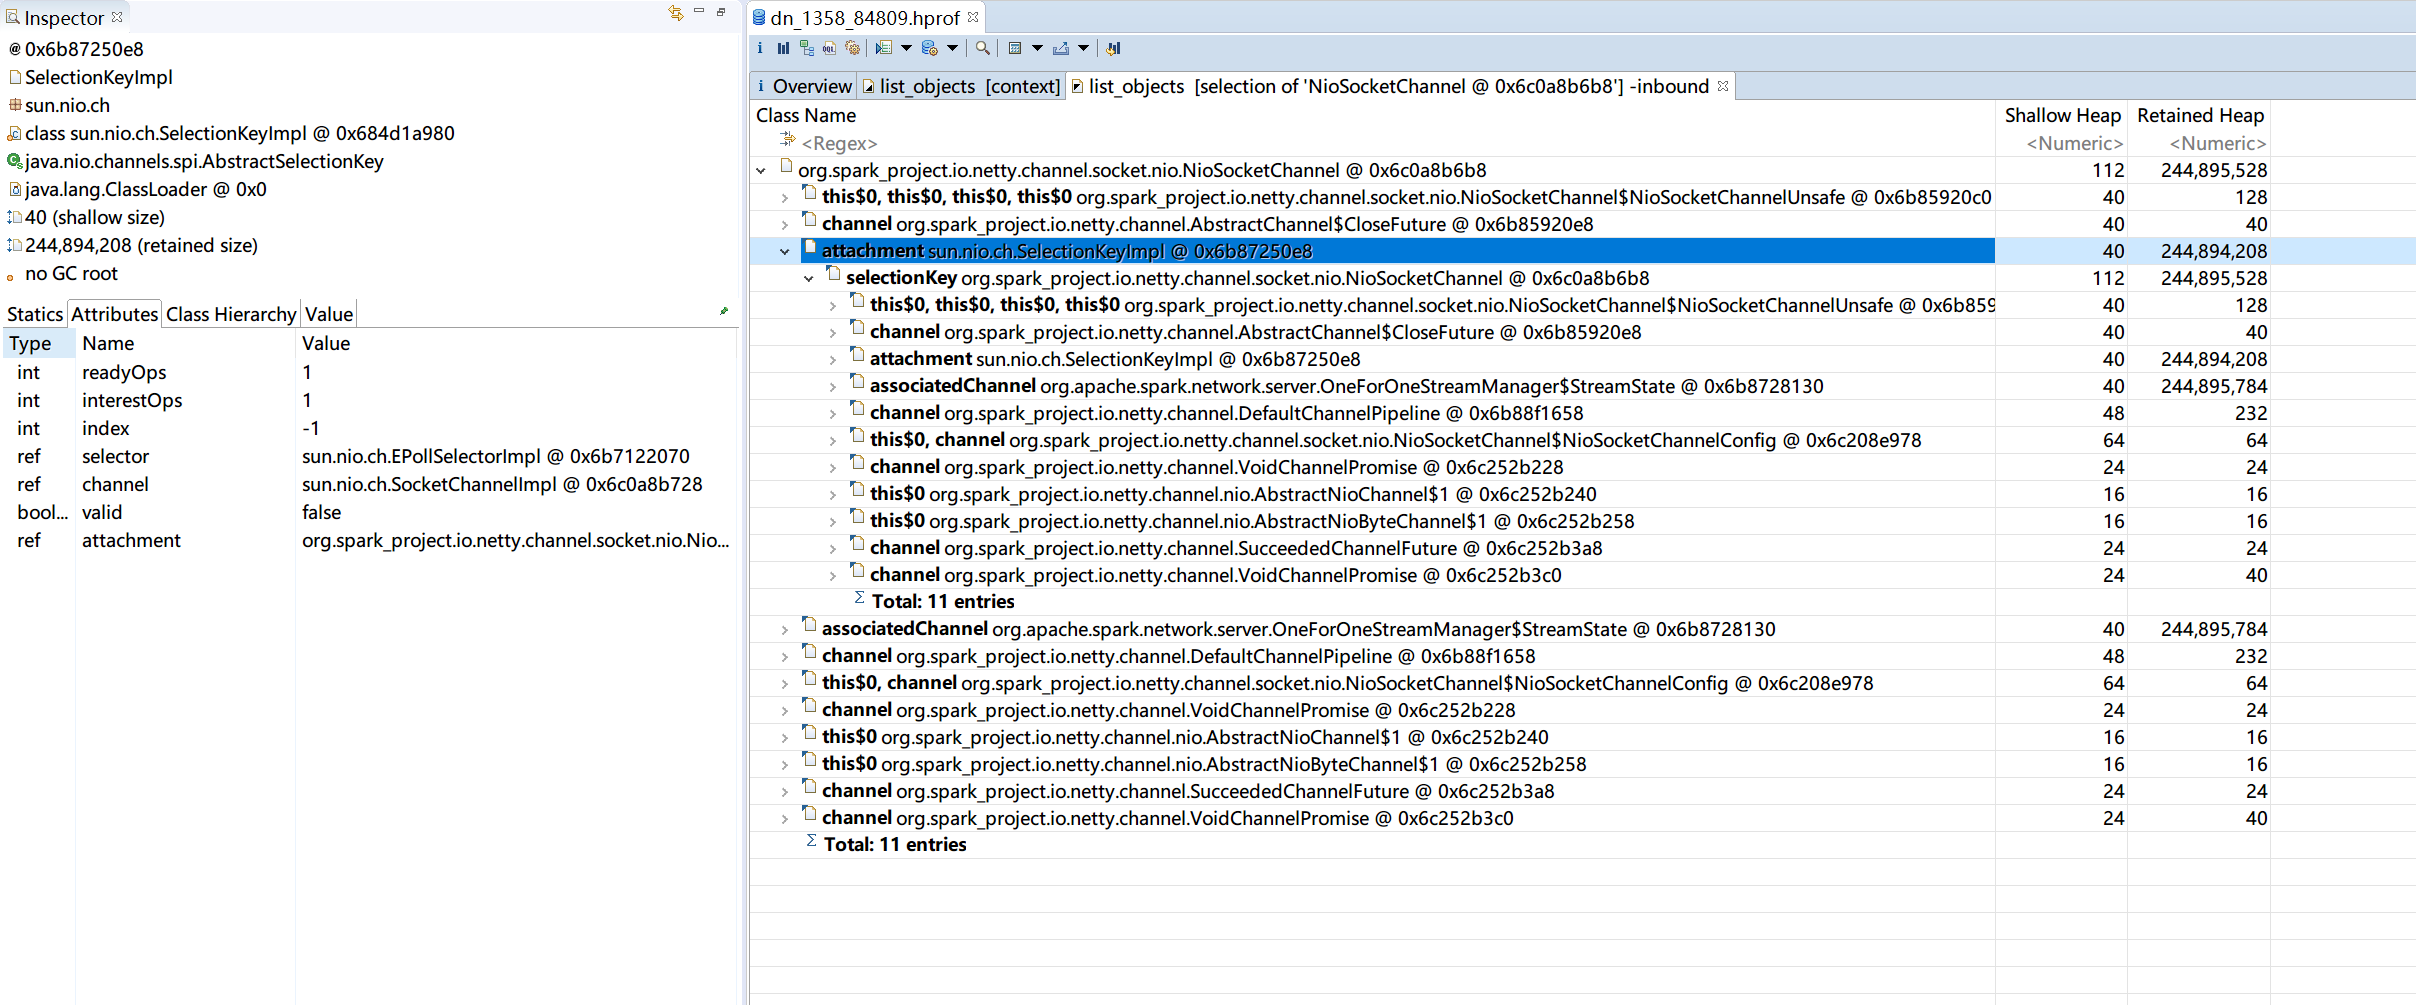 Inspector
@ 0x6b87250e8
SelectionKeyImpl
sun.nio.ch
class sun.nio.ch.SelectionKeyImpl @ 0x684d1a980
java.nio.channels.spi.AbstractSelectionKey
java.lang.ClassLoader @ 0x0
40 (shallow size)
244,894,208 (retained size)
no GC root
Statics Attributes Class Hierarchy Value
Type Name Value
int readyOps 1
int interestOps 1
int index -1
ref selector sun.nio.ch.EPollSelectorImpl @ 0x6b7122070
ref channel sun.nio.ch.SocketChannelImpl @ 0x6c0a8b728
bool... valid false
ref attachment org.spark_project.io.netty.channel.socket.nio.Nio...
dn_1358_84809.hprof
Overview list_objects [context] list_objects [selection of 'NioSocketChannel @ 0x6c0a8b6b8'] -inbound
Class Name Shallow Heap Retained Heap
<Regex> <Numeric> <Numeric>
org.spark_project.io.netty.channel.socket.nio.NioSocketChannel @ 0x6c0a8b6b8 112 244,895,528
this$0, this$0, this$0, this$0 org.spark_project.io.netty.channel.socket.nio.NioSocketChannel$NioSocketChannelUnsafe @ 0x6b85920c0 40 128
channel org.spark_project.io.netty.channel.AbstractChannel$CloseFuture @ 0x6b85920e8 40 40
attachment sun.nio.ch.SelectionKeyImpl @ 0x6b87250e8 40 244,894,208
selectionKey org.spark_project.io.netty.channel.socket.nio.NioSocketChannel @ 0x6c0a8b6b8 112 244,895,528
this$0, this$0, this$0, this$0 org.spark_project.io.netty.channel.socket.nio.NioSocketChannel$NioSocketChannelUnsafe @ 0x6b859 40 128
channel org.spark_project.io.netty.channel.AbstractChannel$CloseFuture @ 0x6b85920e8 40 40
attachment sun.nio.ch.SelectionKeyImpl @ 0x6b87250e8 40 244,894,208
associatedChannel org.apache.spark.network.server.OneForOneStreamManager$StreamState @ 0x6b8728130 40 244,895,784
channel org.spark_project.io.netty.channel.DefaultChannelPipeline @ 0x6b88f1658 48 232
this$0, channel org.spark_project.io.netty.channel.socket.nio.NioSocketChannel$NioSocketChannelConfig @ 0x6c208e978 64 64
channel org.spark_project.io.netty.channel.VoidChannelPromise @ 0x6c252b228 24 24
this$0 org.spark_project.io.netty.channel.nio.AbstractNioChannel$1 @ 0x6c252b240 16 16
this$0 org.spark_project.io.netty.channel.nio.AbstractNioByteChannel$1 @ 0x6c252b258 16 16
channel org.spark_project.io.netty.channel.SucceededChannelFuture @ 0x6c252b3a8 24 24
channel org.spark_project.io.netty.channel.VoidChannelPromise @ 0x6c252b3c0 24 40
Total: 11 entries
associatedChannel org.apache.spark.network.server.OneForOneStreamManager$StreamState @ 0x6b8728130 40 244,895,784
channel org.spark_project.io.netty.channel.DefaultChannelPipeline @ 0x6b88f1658 48 232
this$0, channel org.spark_project.io.netty.channel.socket.nio.NioSocketChannel$NioSocketChannelConfig @ 0x6c208e978 64 64
channel org.spark_project.io.netty.channel.VoidChannelPromise @ 0x6c252b228 24 24
this$0 org.spark_project.io.netty.channel.nio.AbstractNioChannel$1 @ 0x6c252b240 16 16
this$0 org.spark_project.io.netty.channel.nio.AbstractNioByteChannel$1 @ 0x6c252b258 16 16
channel org.spark_project.io.netty.channel.SucceededChannelFuture @ 0x6c252b3a8 24 24
channel org.spark_project.io.netty.channel.VoidChannelPromise @ 0x6c252b3c0 24 40
Total: 11 entries